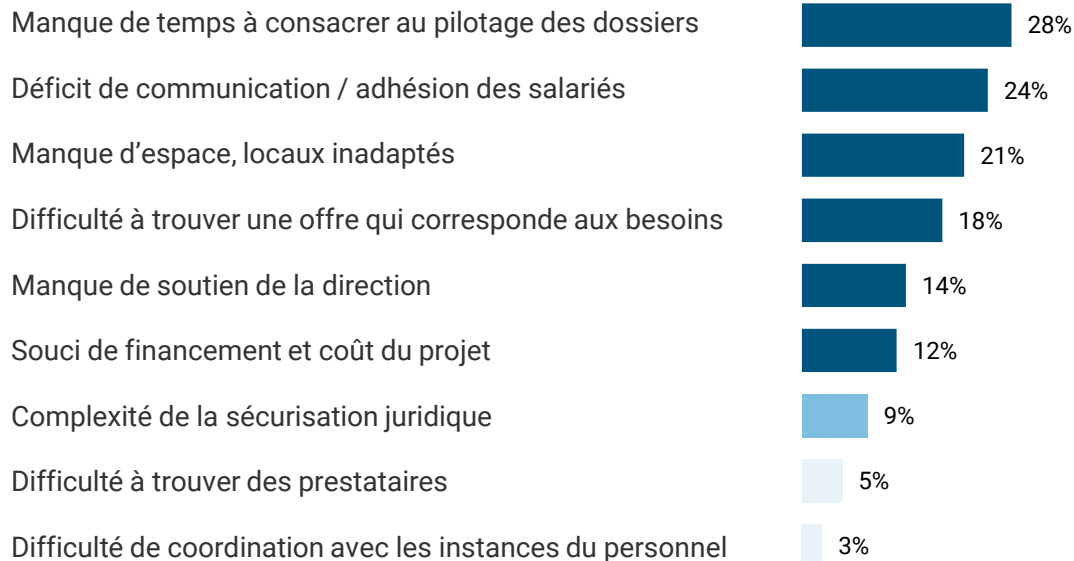 Manque de temps à consacrer au pilotage des dossiers 28%
Déficit de communication / adhésion des salariés 24%
Manque d’espace, locaux inadaptés 21%
Difficulté à trouver une offre qui corresponde aux besoins 18%
Manque de soutien de la direction 14%
Souci de financement et coût du projet 12%
Complexité de la sécurisation juridique 9%
Difficulté à trouver des prestataires 5%
Difficulté de coordination avec les instances du personnel 3%